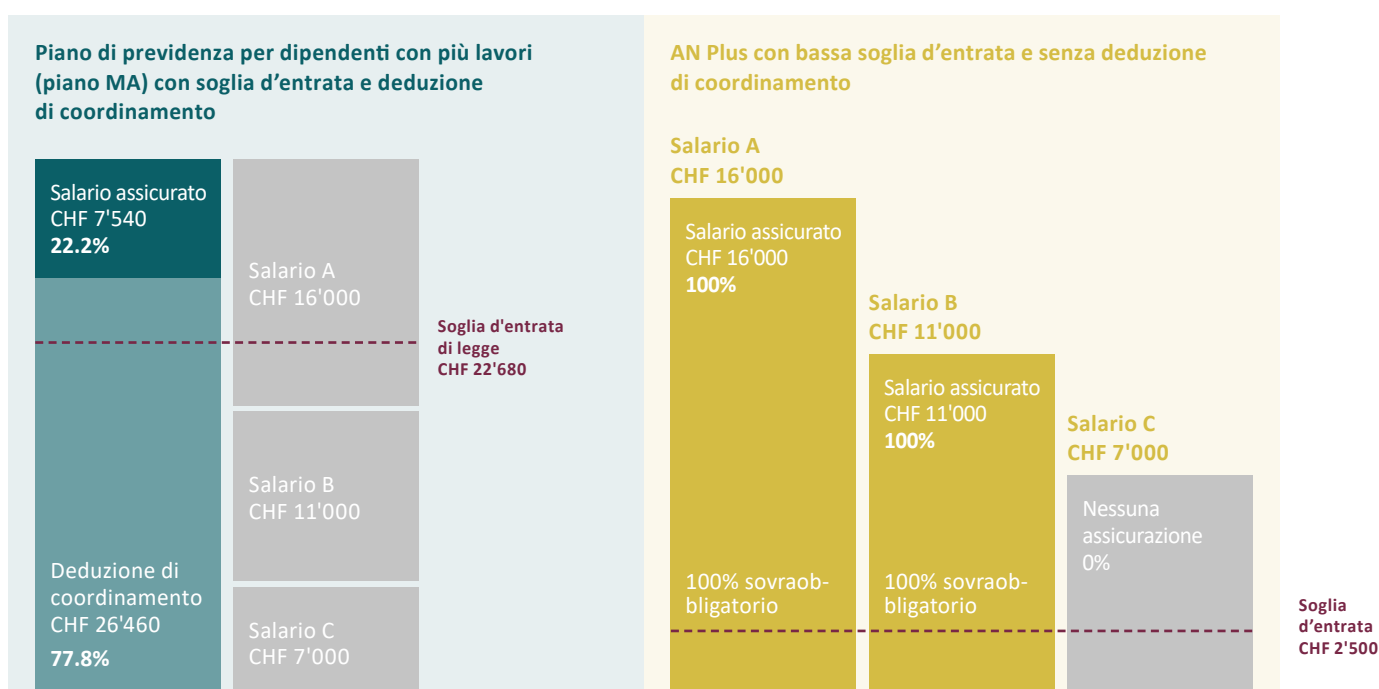 Piano di previdenza per dipendenti con più lavori
(piano MA) con soglia d'entrata e deduzione
di coordinamento
Salario assicurato
CHF 7'540
22.2%
Deduzione di
coordinamento
CHF 26'460
77.8%
Salario A
CHF 16'000
Salario B
CHF 11'000
Salario C
CHF 7'000
Soglia d'entrata
di legge
CHF 22'680
AN Plus con bassa soglia d'entrata e senza deduzione
di coordinamento
Salario A
CHF 16'000
Salario assicurato
CHF 16'000
100%
100% sovraob-
bligatorio
Salario B
CHF 11'000
Salario assicurato
CHF 11'000
100%
100% sovraob-
bligatorio
Salario C
CHF 7'000
Nessuna
assicurazione
0%
Soglia
d'entrata
CHF 2'500